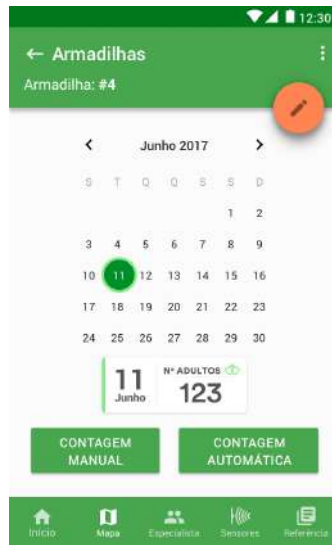 12:30
← Armadilhas
Armadilha: #4
< Junho 2017 >
S T Q Q S S D
1 2
3 4 5 6 7 8 9
10 11 12 13 14 15 16
17 18 19 20 21 22 23
24 25 26 27 28 29 30
11
Junho
Nº ADULTOS
123
CONTAGEM
MANUAL
CONTAGEM
AUTOMÁTICA
Início Mapa Especialista Sensores Referência